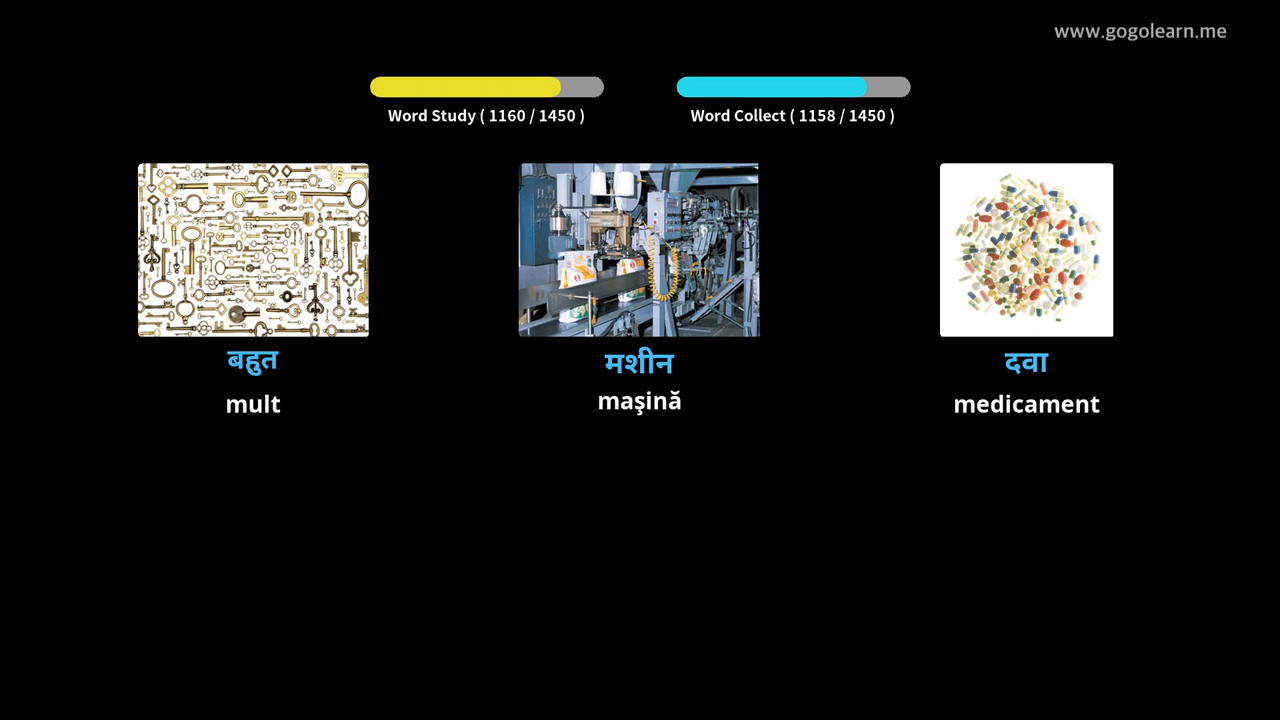 www.gogolearn.me
Word Study ( 1160 / 1450 )
Word Collect ( 1158 / 1450 )
बहुत
मशीन
दवा
mult
maşină
medicament